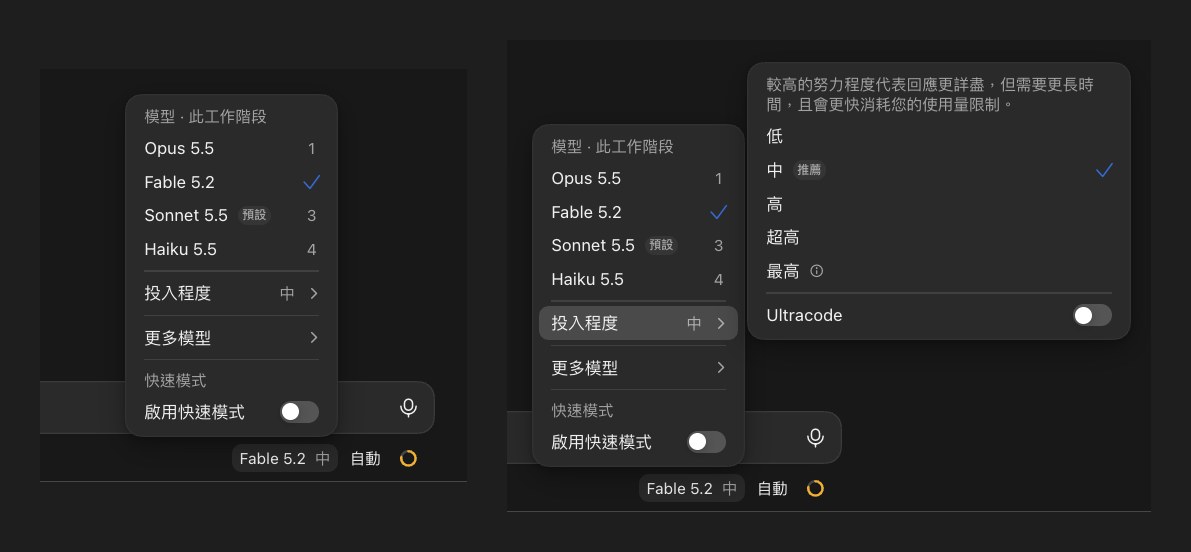 模型 · 此工作階段
Opus 5.5 1
Fable 5.2
Sonnet 5.5 預設 3
Haiku 5.5 4
投入程度 中
更多模型
快速模式
啟用快速模式
Fable 5.2 中 自動
模型 · 此工作階段
Opus 5.5 1
Fable 5.2
Sonnet 5.5 預設 3
Haiku 5.5 4
投入程度 中
更多模型
快速模式
啟用快速模式
Fable 5.2 中 自動
較高的努力程度代表回應更詳盡，但需要更長時
間，且會更快消耗您的使用量限制。
低
中 推薦
高
超高
最高
Ultracode